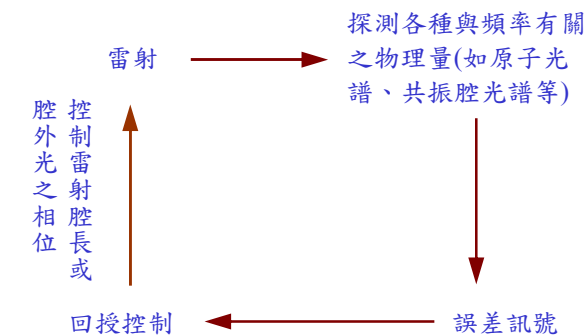 雷射
探測各種與頻率有關
之物理量(如原子光
譜、共振腔光譜等)
控制雷射腔長或
腔外光之相位
回授控制
誤差訊號